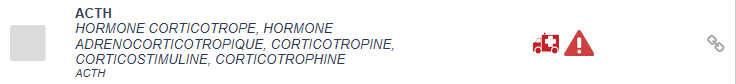 ACTH
HORMONE CORTICOTROPE, HORMONE
ADRENOCORTICOTROPIQUE, CORTICOTROPINE,
CORTICOSTIMULINE, CORTICOTROPHINE
ACTH